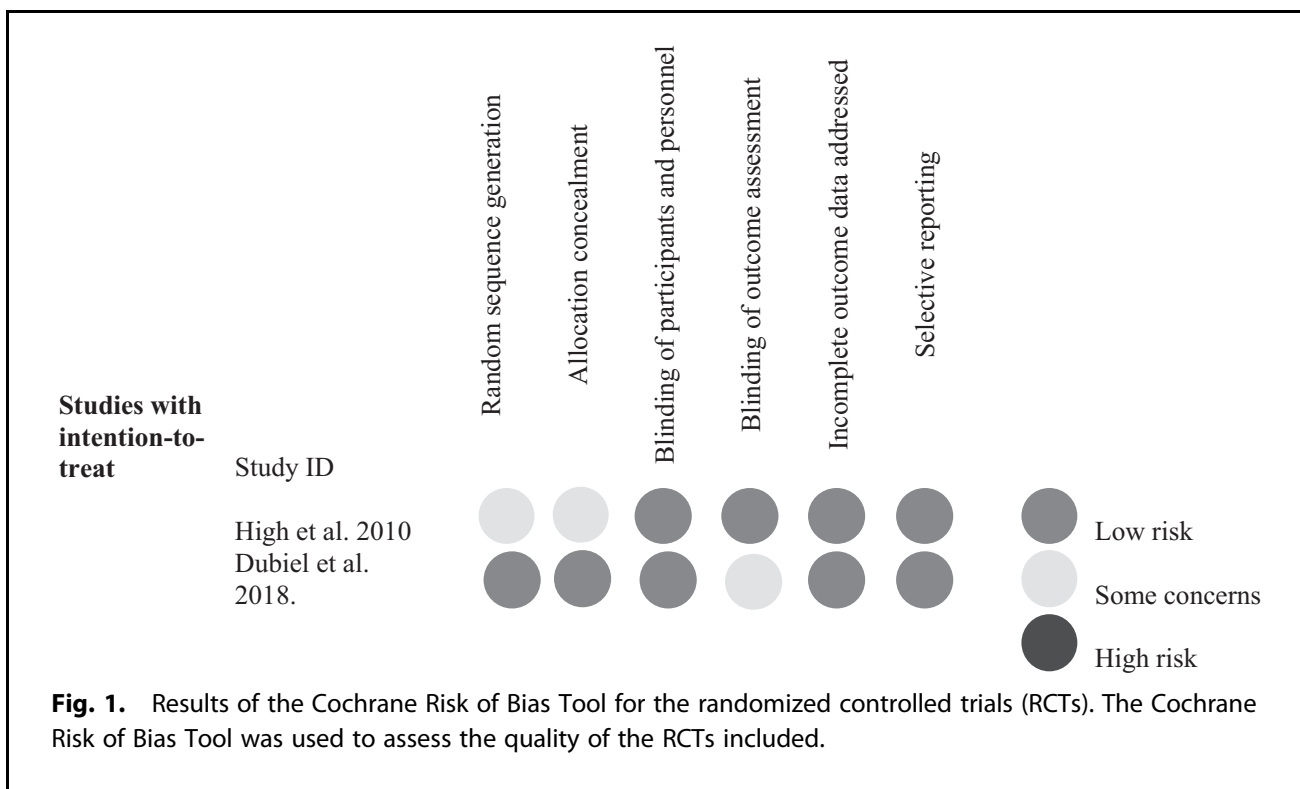 Random sequence generation
Allocation concealment
Blinding of participants and personnel
Blinding of outcome assessment
Incomplete outcome data addressed
Selective reporting
Studies with
intention-to-
treat
Study ID
High et al. 2010
Dubiel et al.
2018.
Low risk
Some concerns
High risk
Fig. 1. Results of the Cochrane Risk of Bias Tool for the randomized controlled trials (RCTs). The Cochrane
Risk of Bias Tool was used to assess the quality of the RCTs included.